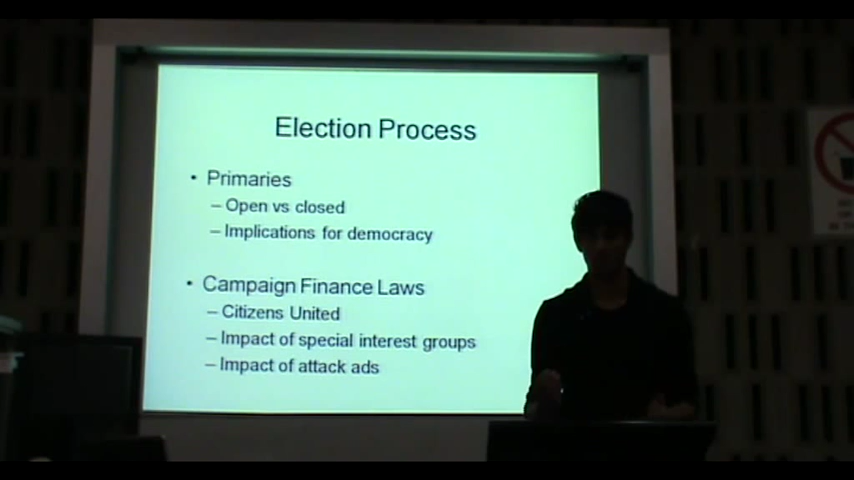 Election Process
• Primaries
– Open vs closed
– Implications for democracy
• Campaign Finance Laws
– Citizens United
– Impact of special interest groups
– Impact of attack ads